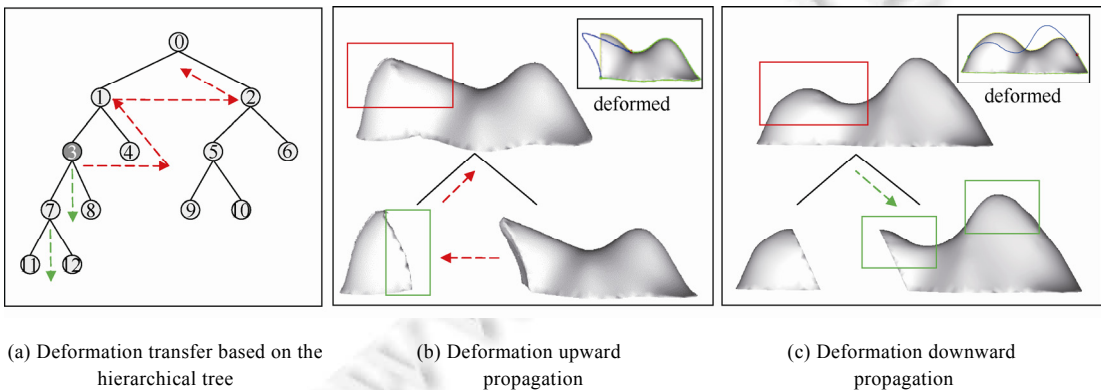 0
1
2
3
4
5
6
7
8
9
10
11
12
deformed
deformed
(a) Deformation transfer based on the
hierarchical tree
(b) Deformation upward
propagation
(c) Deformation downward
propagation